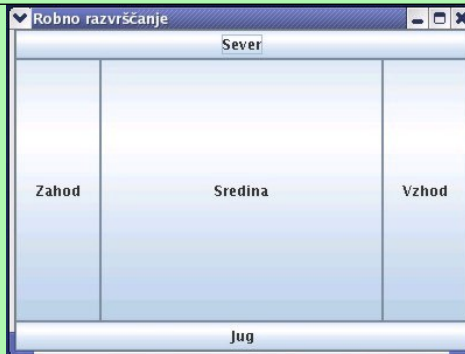 Robno razvrščanje
Sever
Zahod
Sredina
Vzhod
Jug